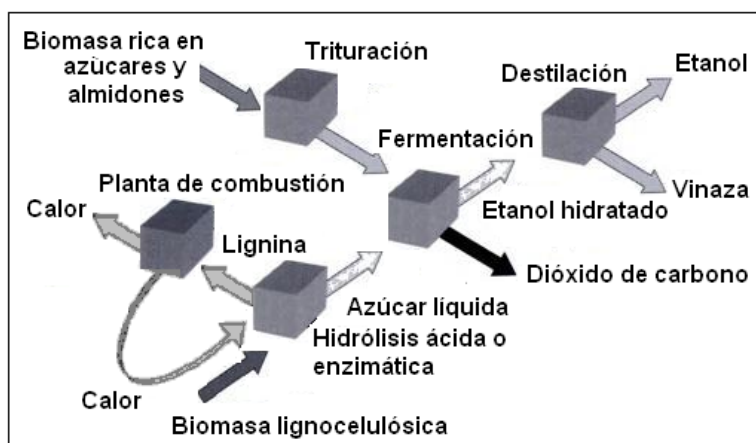 Biomasa rica en
azùcares y
almidones
Trituración
Destilación
Etanol
Fermentación
Planta de combustión
Vinaza
Calor
Etanol hidratado
Lignina
Dióxido de carbono
Azúcar líquida
Hidrólisis ácida o
enzimática
Calor
Biomasa lignocelulósica